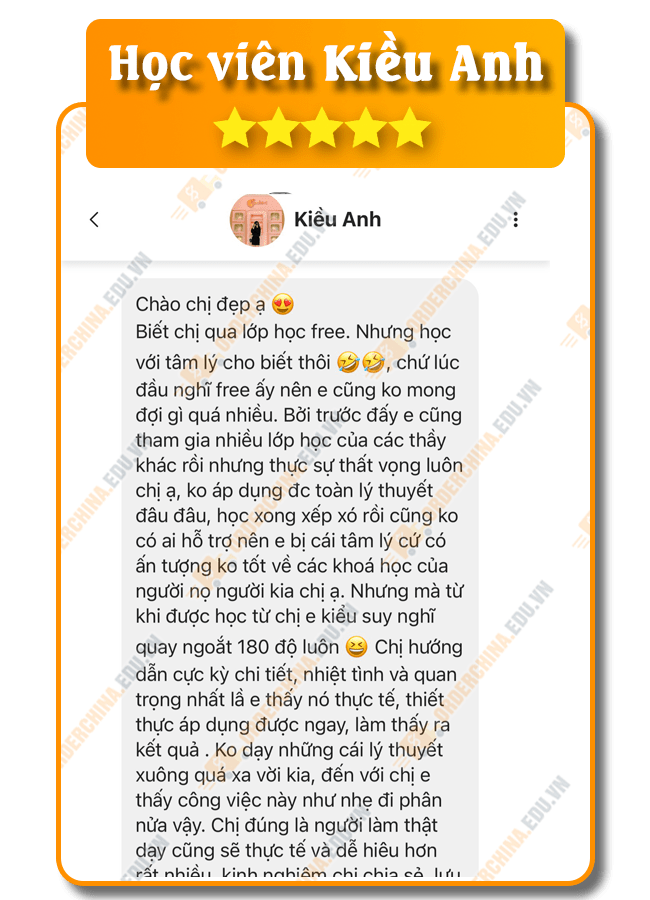 Học viên Kiều Anh
Kiều Anh
Chào chị đẹp ạ 😍
Biết chị qua lớp học free. Nhưng học
với tâm lý cho biết thôi 🤣🤣, chứ lúc
đầu nghĩ free ấy nên e cũng ko mong
đợi gì quá nhiều. Bởi trước đấy e cũng
tham gia nhiều lớp học của các thầy
khác rồi nhưng thực sự thất vọng luôn
chị ạ, ko áp dụng đc toàn lý thuyết
đâu đâu, học xong xếp xó rồi cũng ko
có ai hỗ trợ nên e bị cái tâm lý cứ có
ấn tượng ko tốt về các khoá học của
người nọ người kia chị ạ. Nhưng mà từ
khi được học từ chị e kiểu suy nghĩ
quay ngoắt 180 độ luôn 😆 Chị hướng
dẫn cực kỳ chi tiết, nhiệt tình và quan
trọng nhất lầ e thấy nó thực tế, thiết
thực áp dụng được ngay, làm thấy ra
kết quả . Ko dạy những cái lý thuyết
xuông quá xa vời kia, đến với chị e
thấy công việc này như nhẹ đi phân
nửa vậy. Chị đúng là người làm thật
dạy cũng sẽ thực tế và dễ hiêu hơn
rất nhiều, kinh nghiệm chị chia sẻ, lưu
ORDERCHINA.EDU.VN